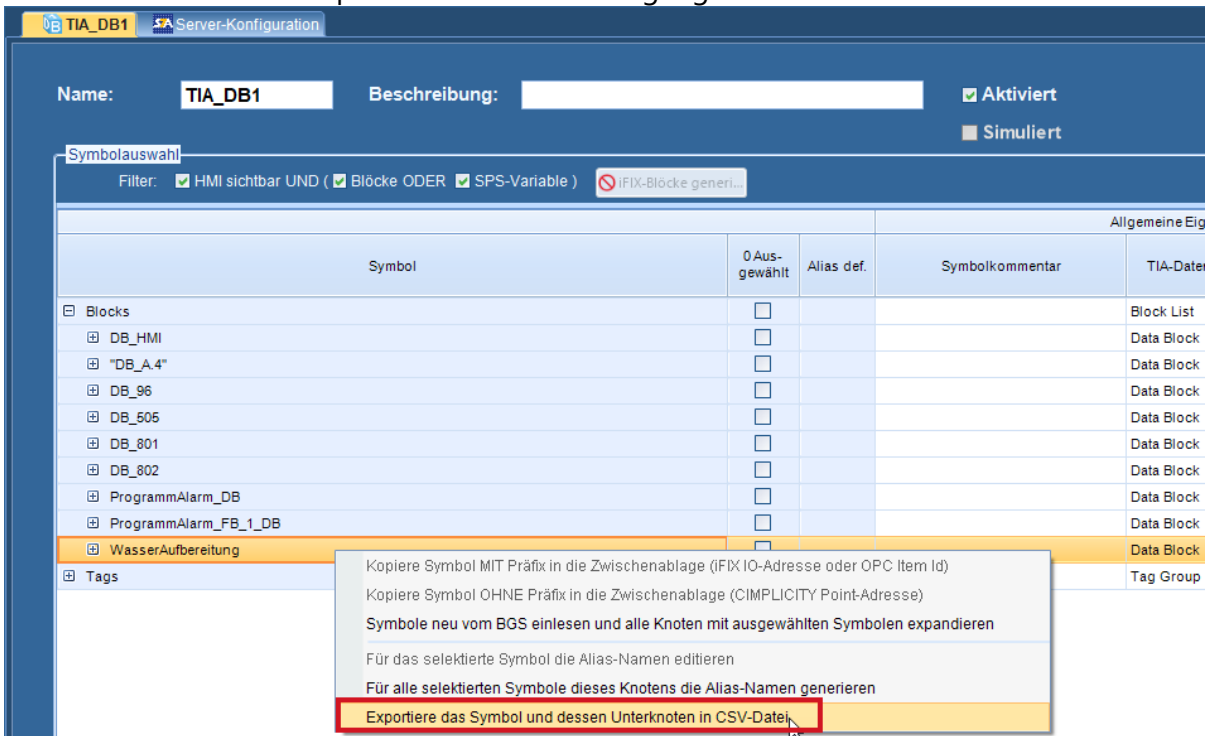 TIA_DB1 Server-Konfiguration
Name: TIA_DB1 Beschreibung: Aktiviert
Simuliert
Symbolauswahl
Filter: HMI sichtbar UND ( Blöcke ODER SPS-Variable ) iFIX-Blöcke generi...
Allgemeine Eig
Symbol 0 Aus-gewählt Alias def. Symbolkommentar TIA-Date
Blocks Block List
DB_HMI Data Block
"DB_A.4" Data Block
DB_96 Data Block
DB_505 Data Block
DB_801 Data Block
DB_802 Data Block
ProgrammAlarm_DB Data Block
ProgrammAlarm_FB_1_DB Data Block
WasserAufbereitung Data Block
Tags Tag Group
Kopiere Symbol MIT Präfix in die Zwischenablage (iFIX IO-Adresse oder OPC Item Id)
Kopiere Symbol OHNE Präfix in die Zwischenablage (CIMPLICITY Point-Adresse)
Symbole neu vom BGS einlesen und alle Knoten mit ausgewählten Symbolen expandieren
Für das selektierte Symbol die Alias-Namen editieren
Für alle selektierten Symbole dieses Knotens die Alias-Namen generieren
Exportiere das Symbol und dessen Unterknoten in CSV-Datei